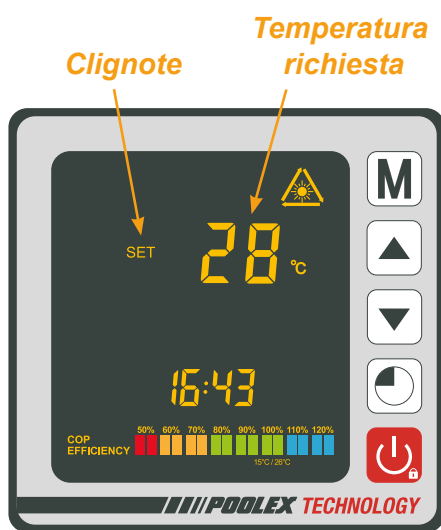 Temperatura
Clignote richiesta
M
SET 28 °C
16:43
50% 60% 70% 80% 90% 100% 110% 120%
COP
EFFICIENCY
15°C / 26°C
POOLEX TECHNOLOGY